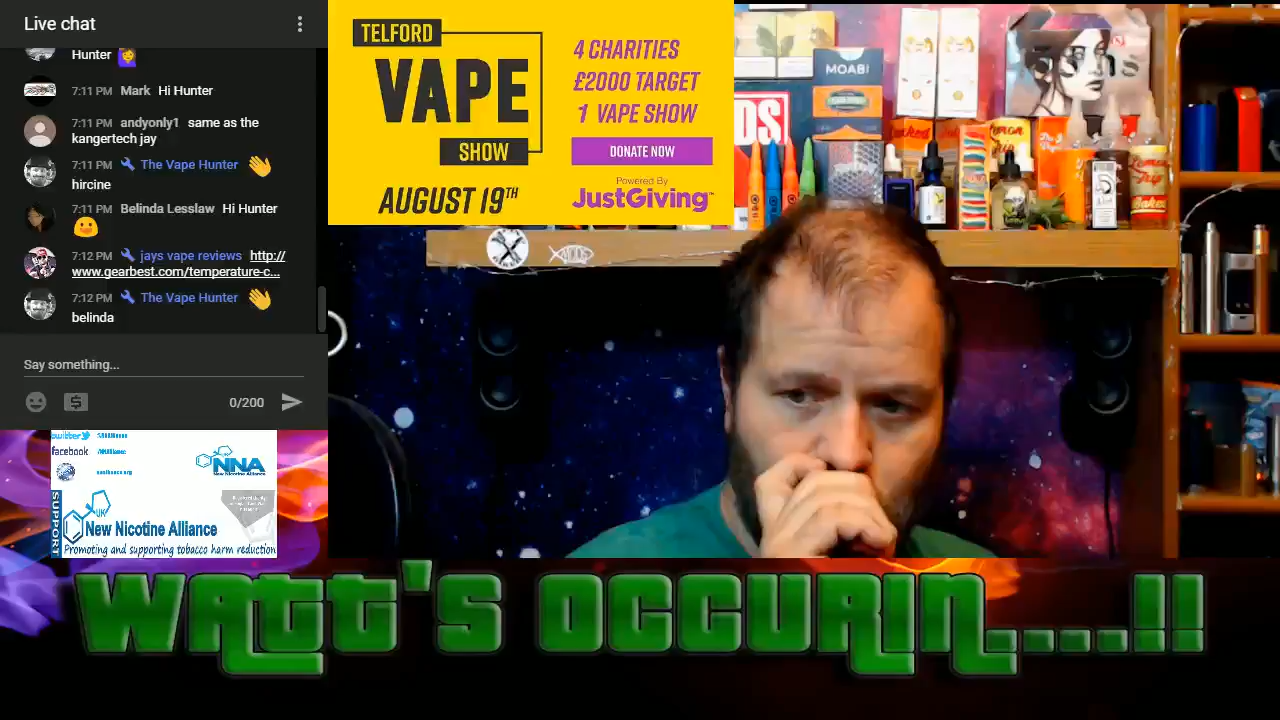 Live chat
Hunter
7:11 PM Mark Hi Hunter
7:11 PM andyonly1 same as the
kangertech jay
7:11 PM The Vape Hunter
hircine
7:11 PM Belinda Lesslaw Hi Hunter
7:12 PM jays vape reviews http://
www.gearbest.com/temperature-c...
7:12 PM The Vape Hunter
belinda
Say something...
0/200
TELFORD
VAPE
SHOW
AUGUST 19TH
4 CHARITIES
£2000 TARGET
1 VAPE SHOW
DONATE NOW
Powered By
JustGiving™
MOABI
twitter
facebook
NNA
New Nicotine Alliance
SUPPORT
UK
New Nicotine Alliance
Promoting and supporting tobacco harm reduction
WATT'S OCCURIN....!!